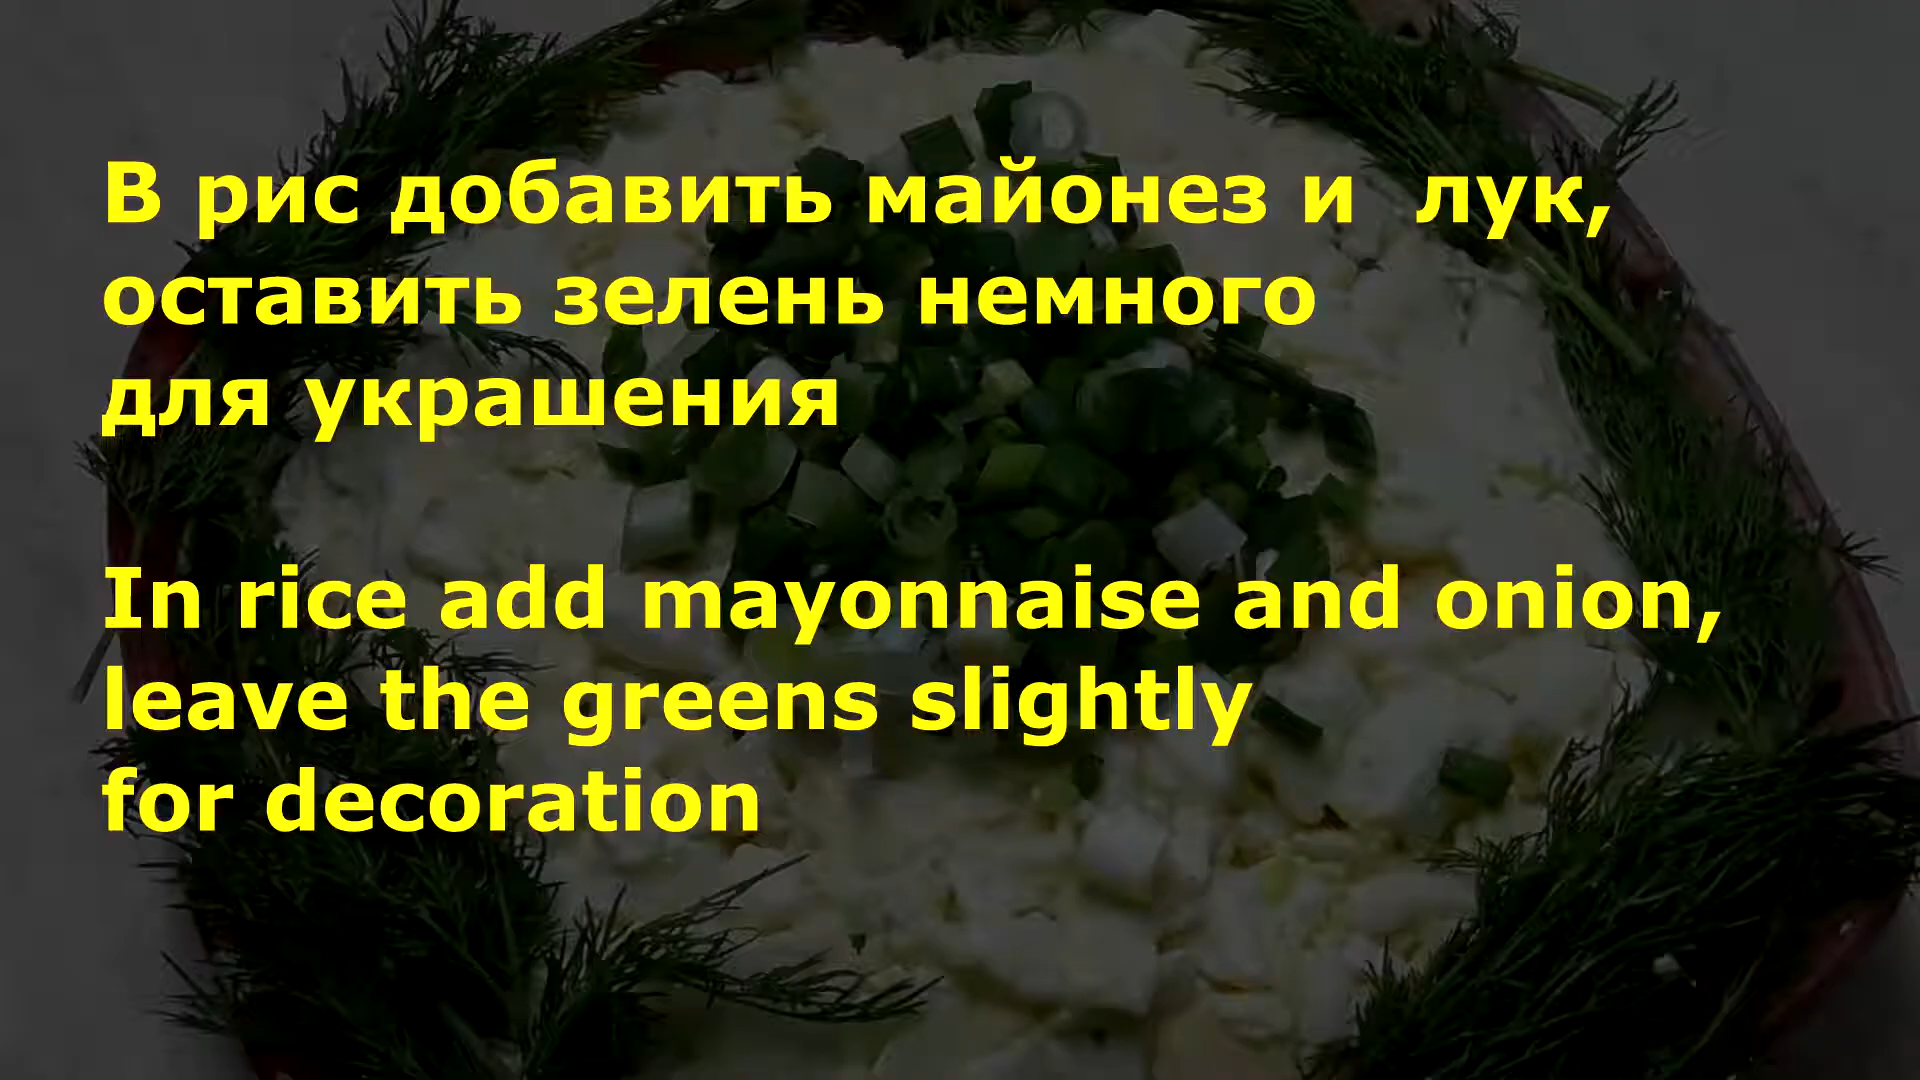 В рис добавить майонез и  лук,
оставить зелень немного
для украшения
In rice add mayonnaise and onion,
leave the greens slightly
for decoration